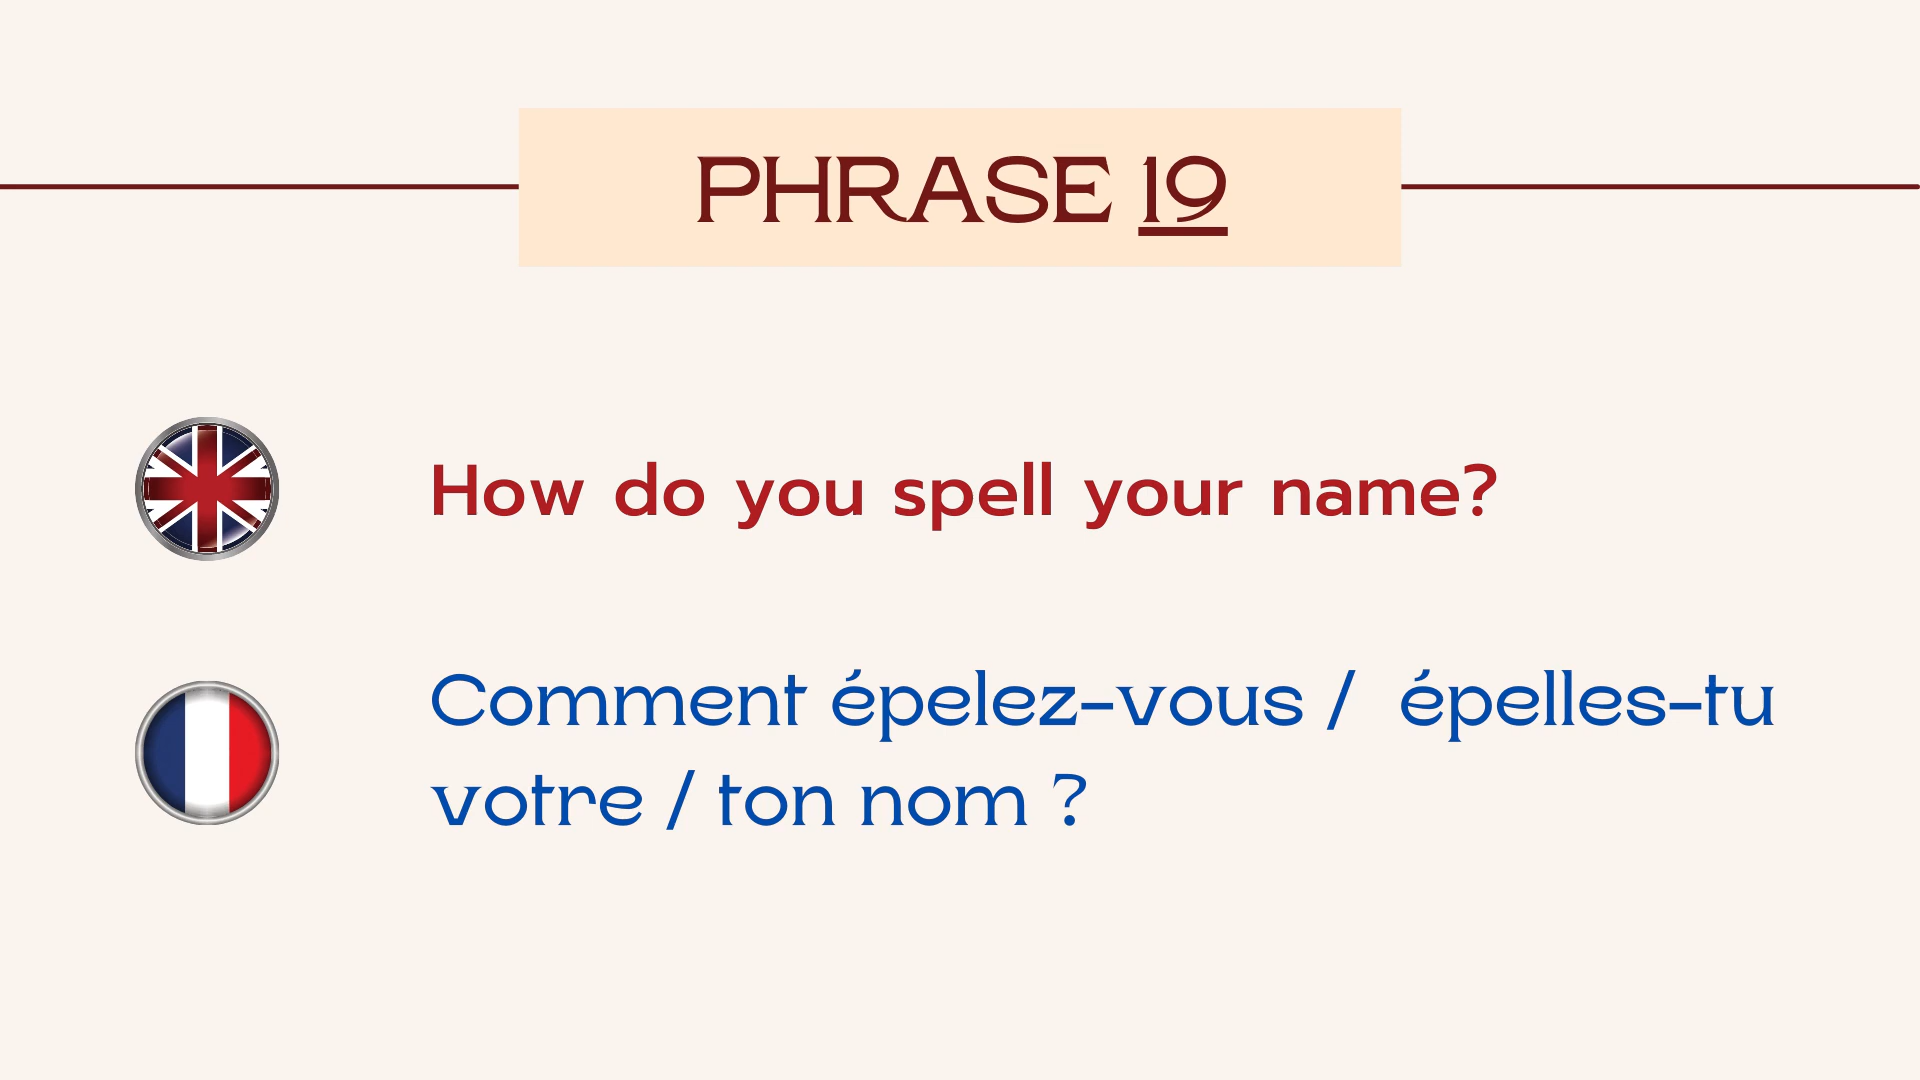 PHRASE 19
How do you spell your name?
Comment épelez-vous / épelles-tu
votre / ton nom ?